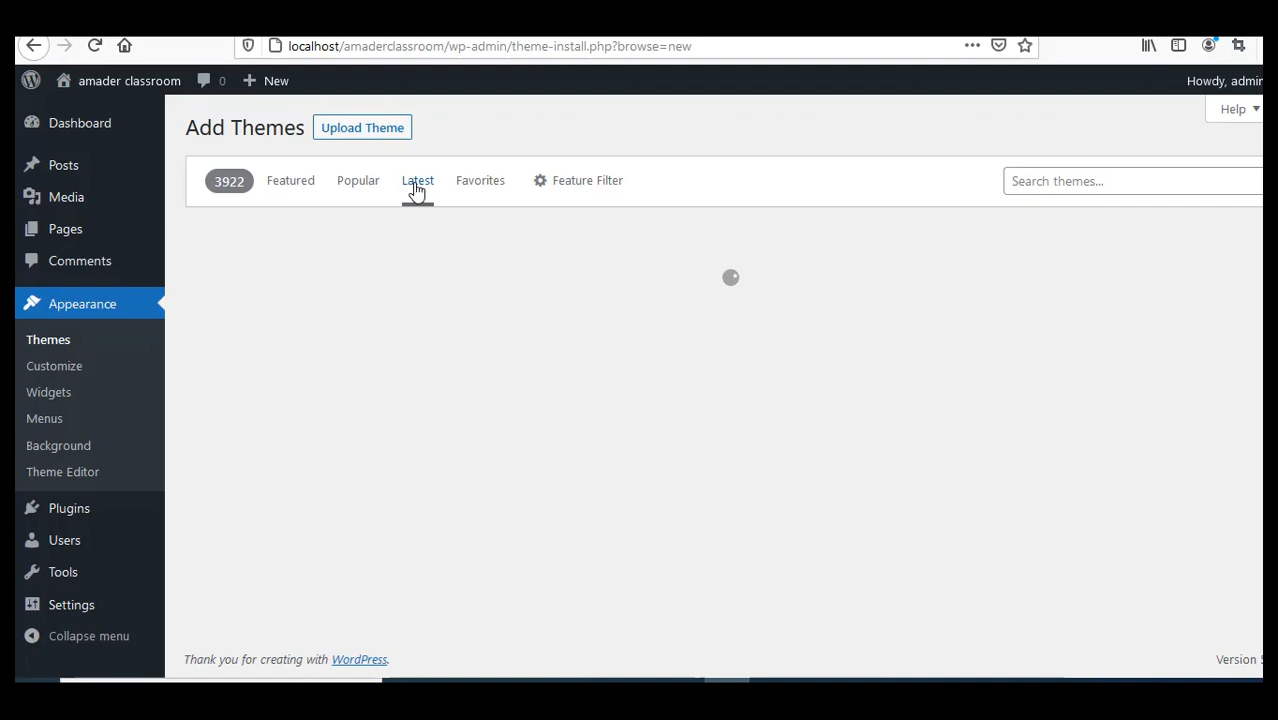 localhost/amaderclassroom/wp-admin/theme-install.php?browse=new
amader classroom 0 New Howdy, admin
Dashboard
Posts
Media
Pages
Comments
Appearance
Themes
Customize
Widgets
Menus
Background
Theme Editor
Plugins
Users
Tools
Settings
Collapse menu
Help
Add Themes Upload Theme
3922 Featured Popular Latest Favorites Feature Filter Search themes...
Thank you for creating with WordPress. Version